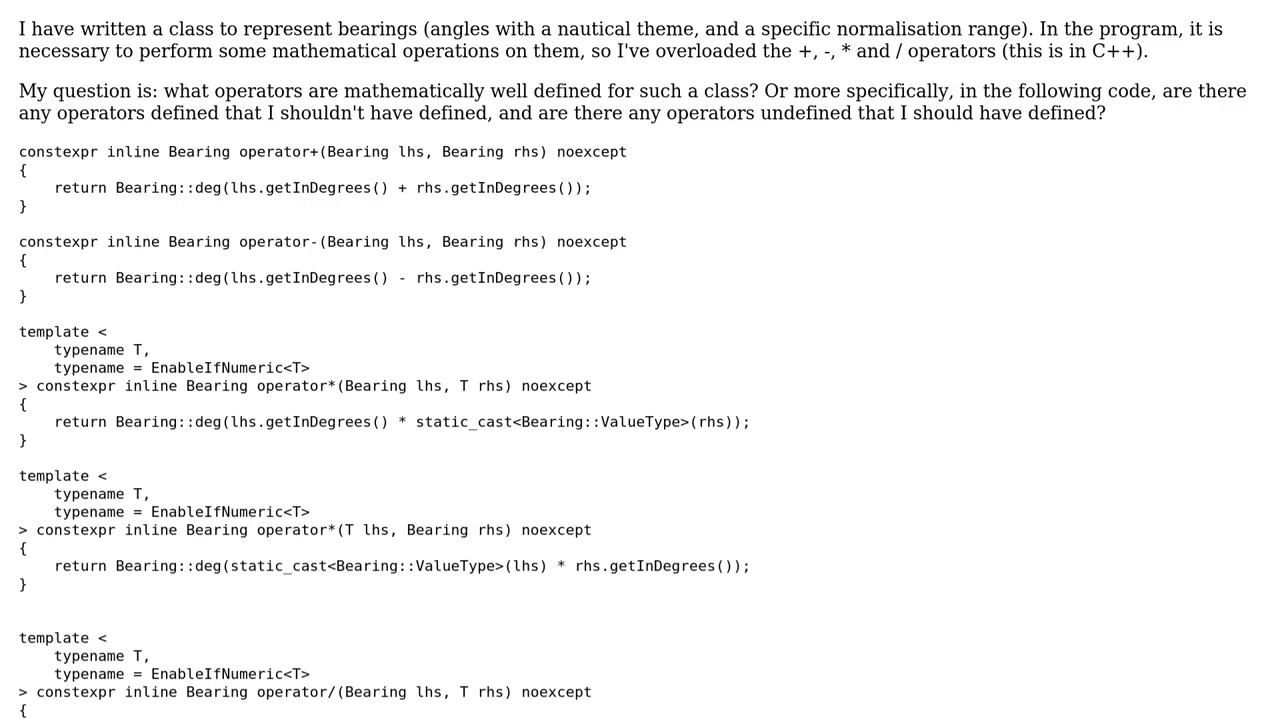 I have written a class to represent bearings (angles with a nautical theme, and a specific normalisation range). In the program, it is
necessary to perform some mathematical operations on them, so I've overloaded the +, -, * and / operators (this is in C++).
My question is: what operators are mathematically well defined for such a class? Or more specifically, in the following code, are there
any operators defined that I shouldn't have defined, and are there any operators undefined that I should have defined?
constexpr inline Bearing operator+(Bearing lhs, Bearing rhs) noexcept
{
    return Bearing::deg(lhs.getInDegrees() + rhs.getInDegrees());
}
constexpr inline Bearing operator-(Bearing lhs, Bearing rhs) noexcept
{
    return Bearing::deg(lhs.getInDegrees() - rhs.getInDegrees());
}
template <
    typename T,
    typename = EnableIfNumeric<T>
> constexpr inline Bearing operator*(Bearing lhs, T rhs) noexcept
{
    return Bearing::deg(lhs.getInDegrees() * static_cast<Bearing::ValueType>(rhs));
}
template <
    typename T,
    typename = EnableIfNumeric<T>
> constexpr inline Bearing operator*(T lhs, Bearing rhs) noexcept
{
    return Bearing::deg(static_cast<Bearing::ValueType>(lhs) * rhs.getInDegrees());
}
template <
    typename T,
    typename = EnableIfNumeric<T>
> constexpr inline Bearing operator/(Bearing lhs, T rhs) noexcept
{